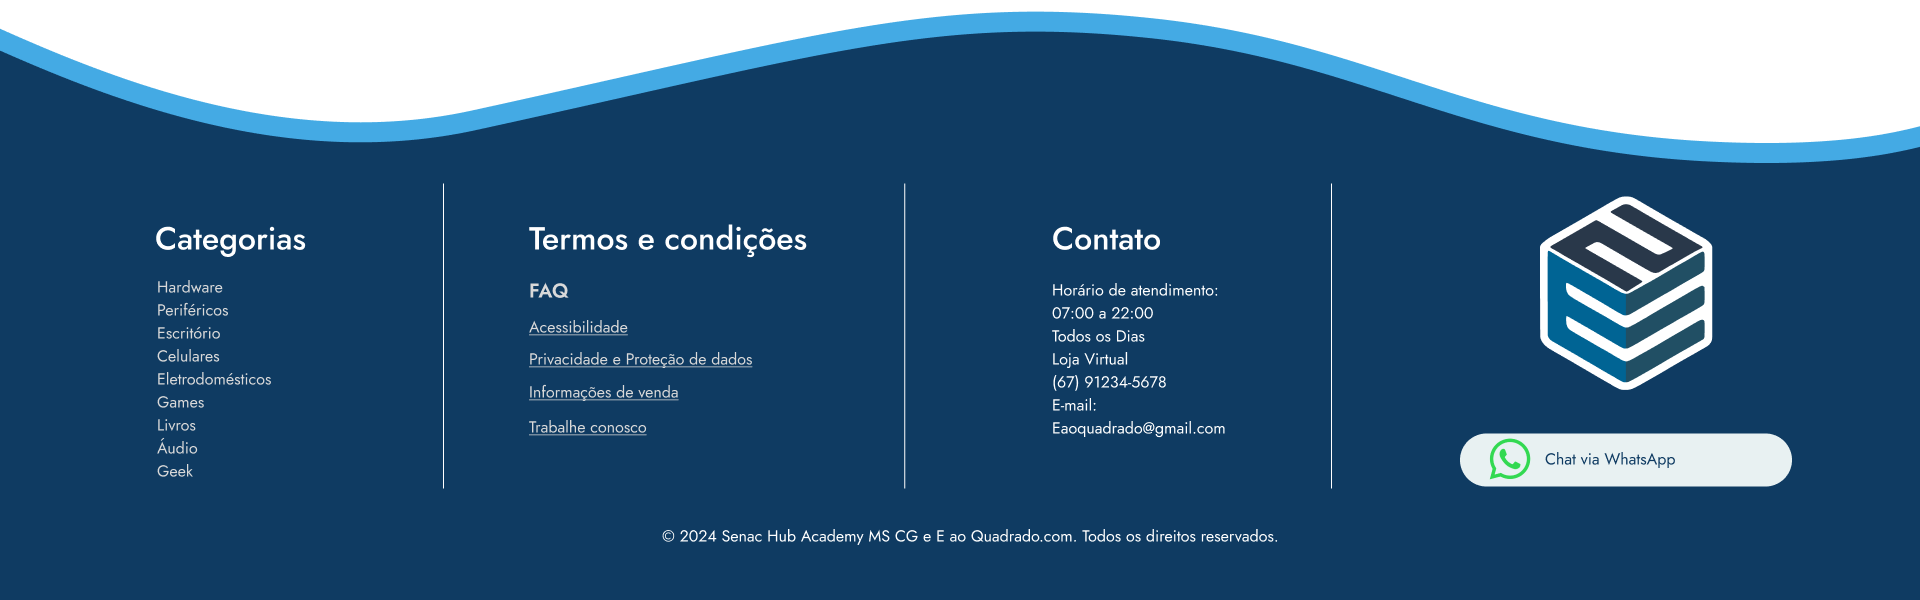 Categorias
Hardware
Periféricos
Escritório
Celulares
Eletrodomésticos
Games
Livros
Áudio
Geek
Termos e condições
FAQ
Acessibilidade
Privacidade e Proteção de dados
Informações de venda
Trabalhe conosco
Contato
Horário de atendimento:
07:00 a 22:00
Todos os Dias
Loja Virtual
(67) 91234-5678
E-mail:
Eaoquadrado@gmail.com
Chat via WhatsApp
© 2024 Senac Hub Academy MS CG e E ao Quadrado.com. Todos os direitos reservados.